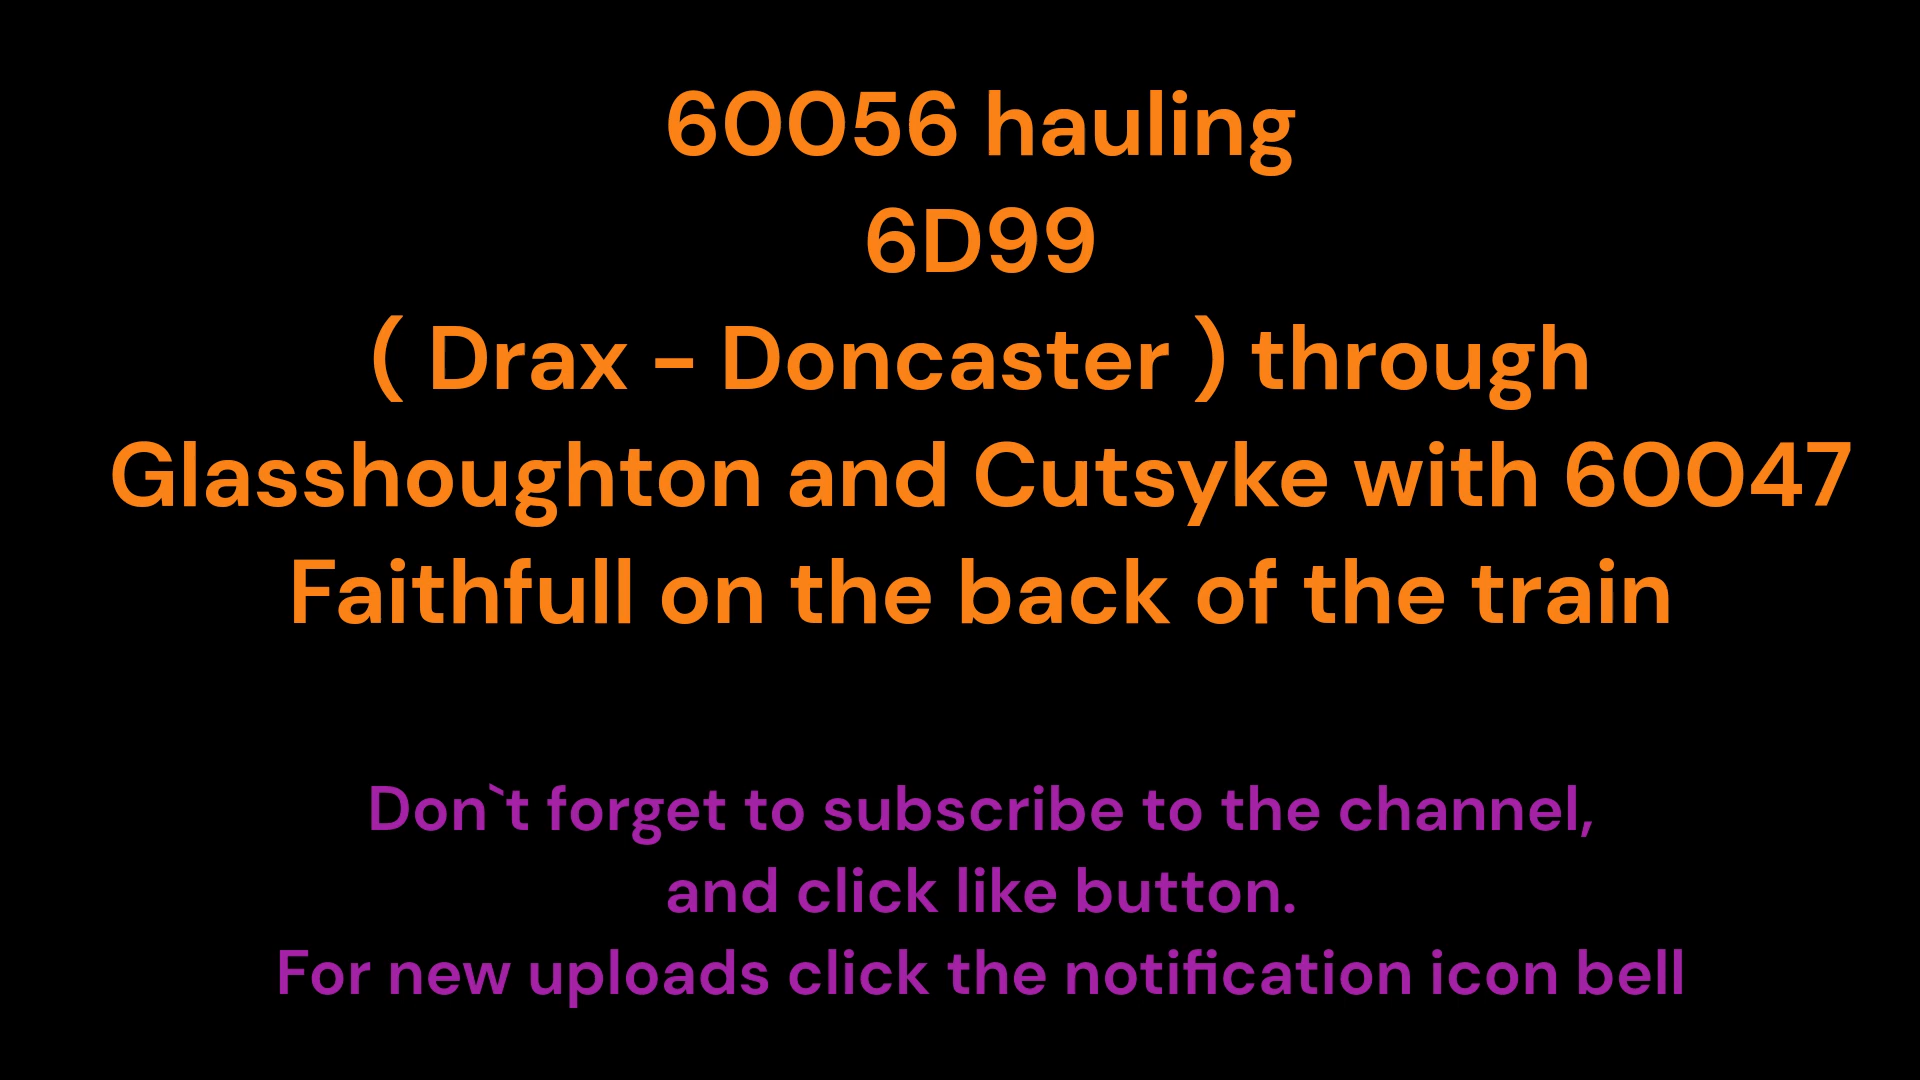 60056 hauling
6D99
( Drax - Doncaster ) through
Glasshoughton and Cutsyke with 60047
Faithfull on the back of the train
Don`t forget to subscribe to the channel,
and click like button.
For new uploads click the notification icon bell